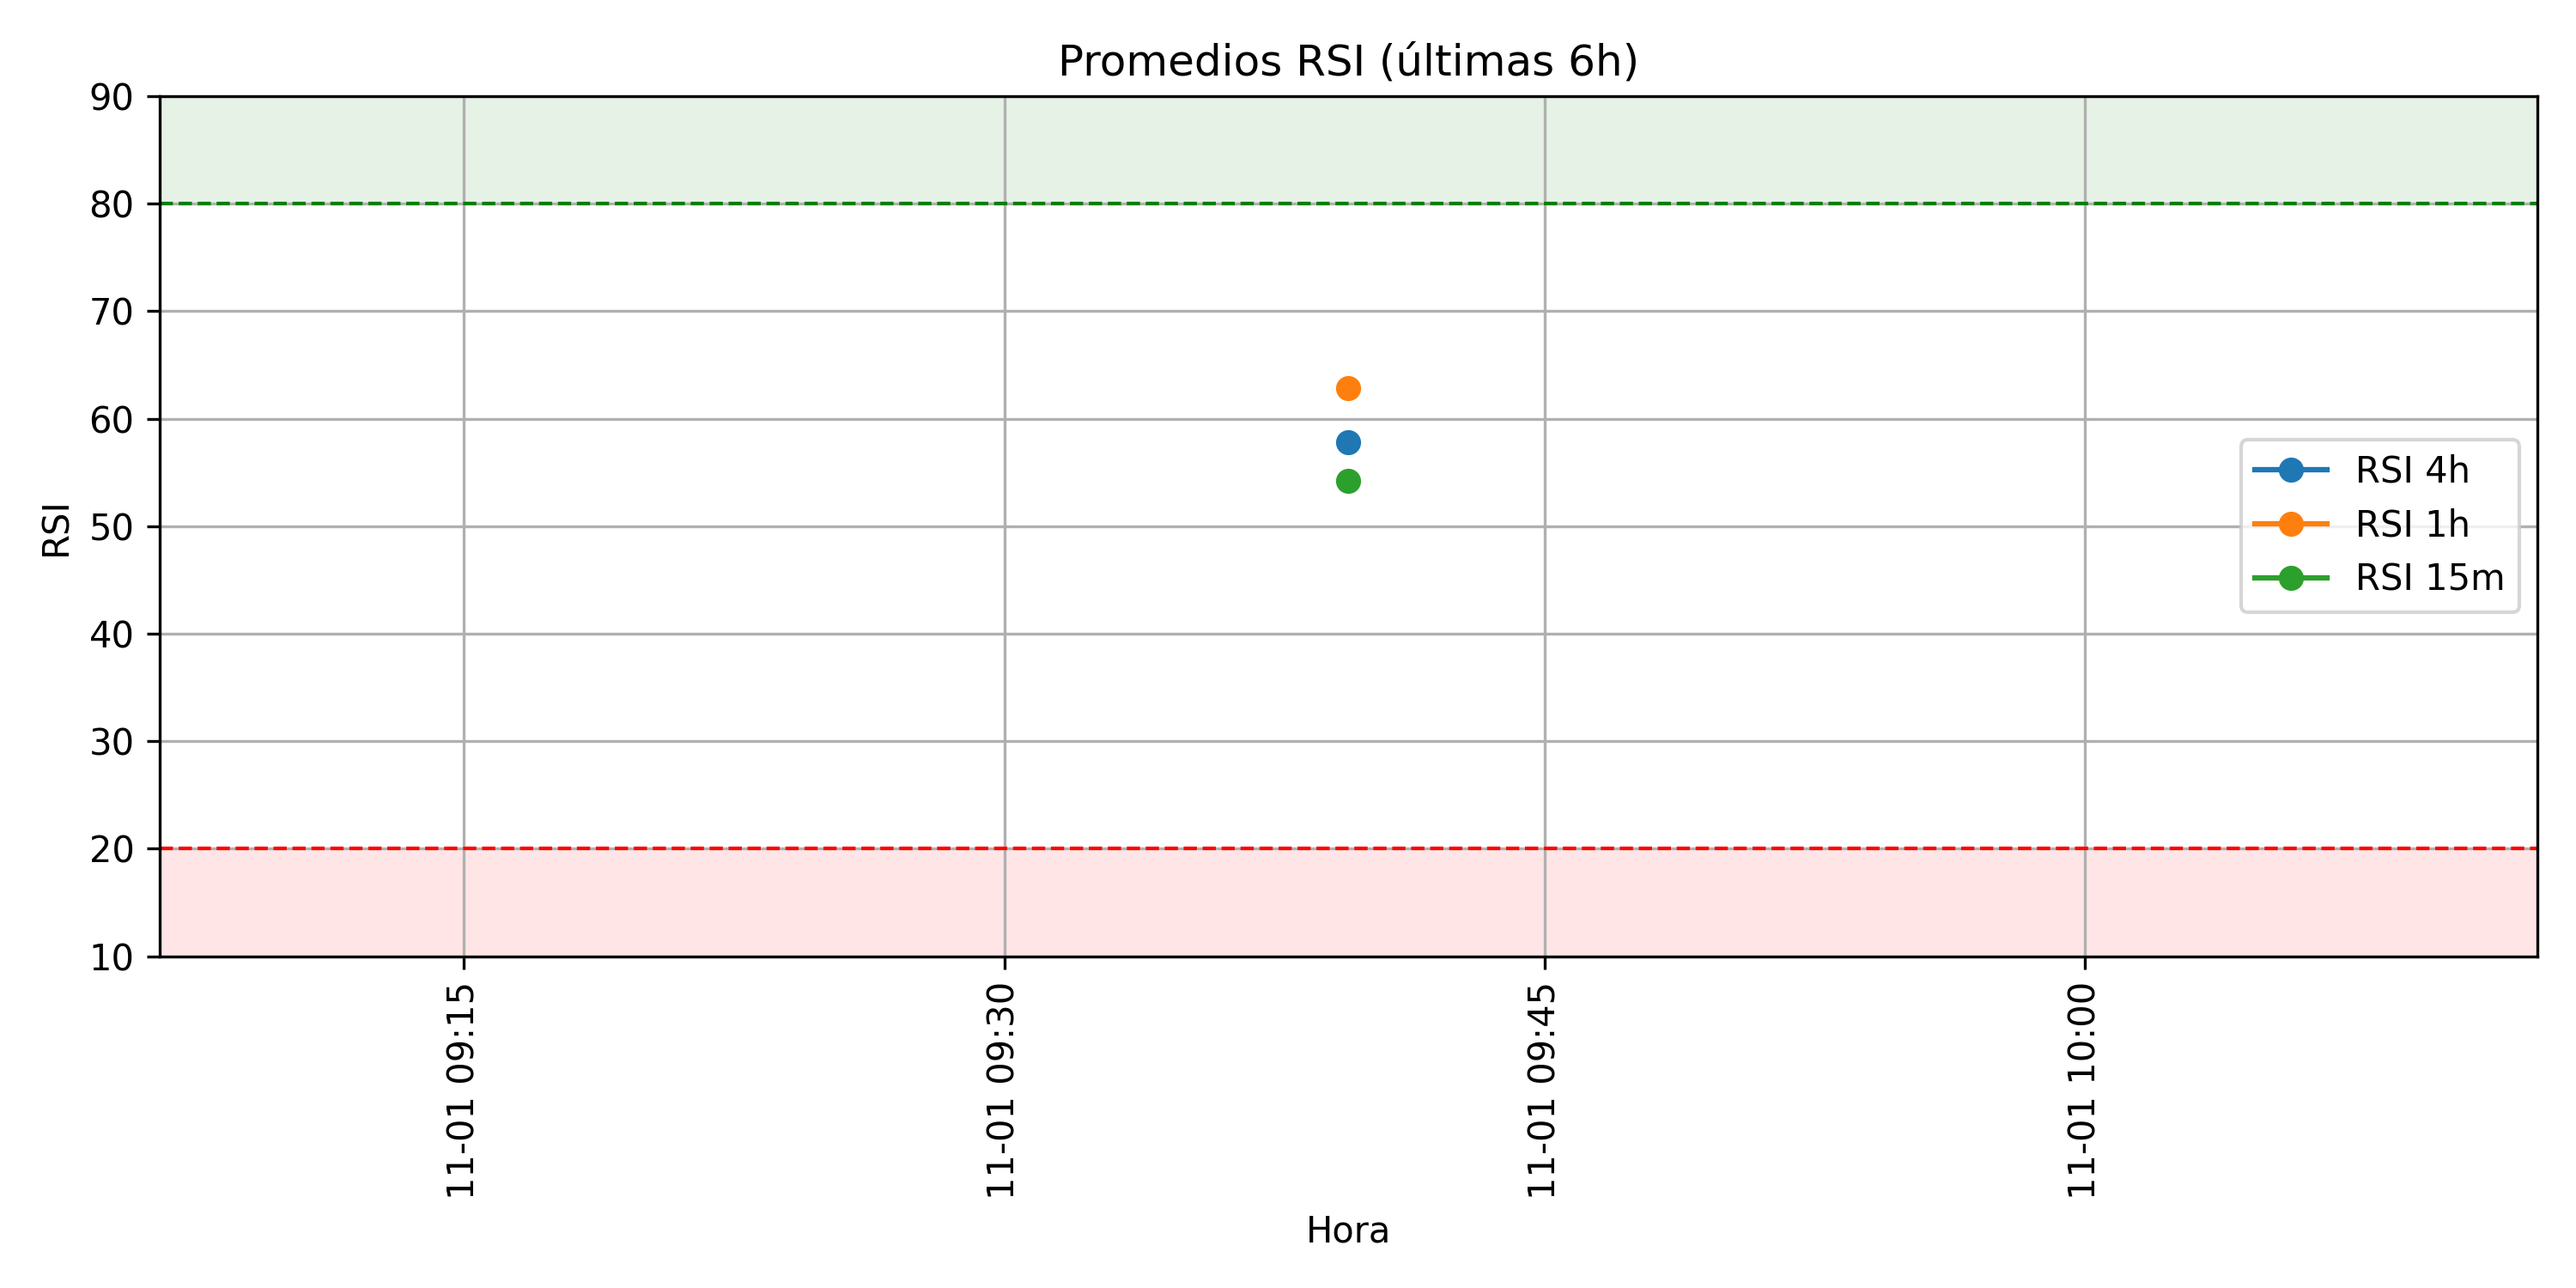 Promedios RSI (últimas 6h)
90
80
70
60
50
40
30
20
10
RSI
RSI 4h
RSI 1h
RSI 15m
11-01 09:15
11-01 09:30
11-01 09:45
11-01 10:00
Hora